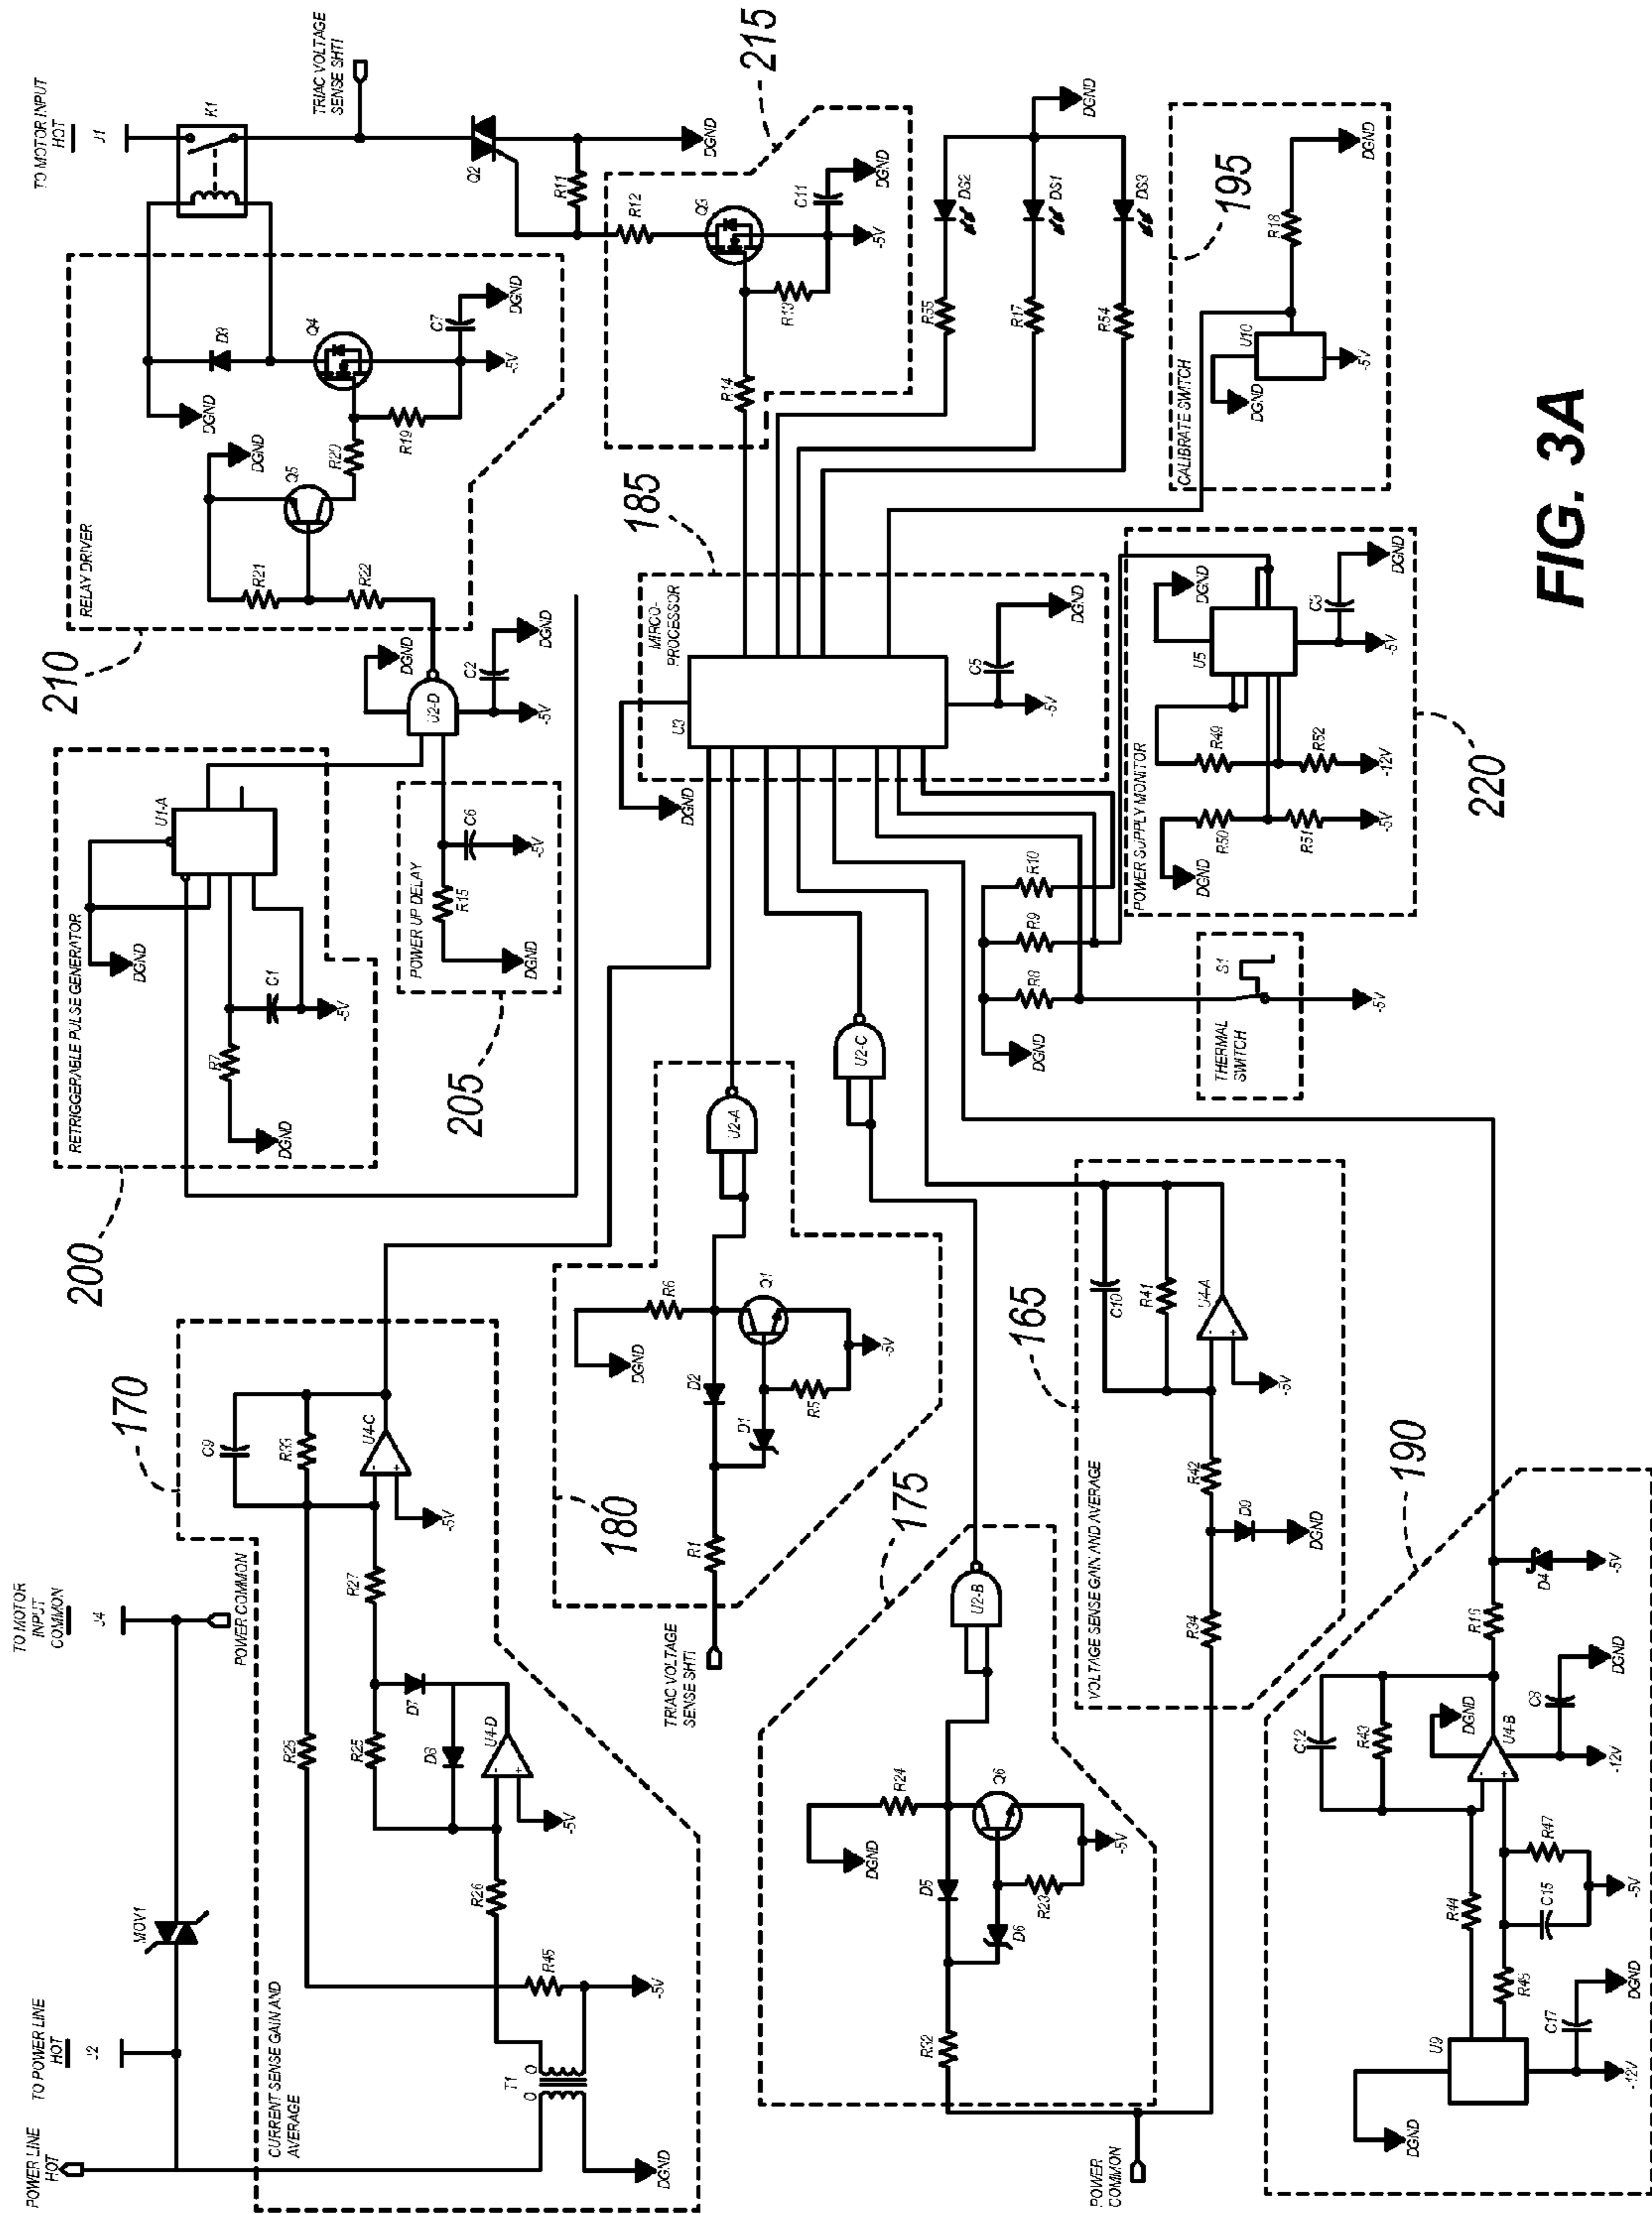 TO MOTOR INPUT
HOT
J1
K1
TRIAC VOLTAGE
SENSE SHT1
Q2
R11
DGND
215
R12
Q3
C11
DGND
-5V
R13
R14
RELAY DRIVER
210
D3
Q4
C7
DGND
-5V
DGND
DGND
Q5
R20
R19
R21
R22
DGND
U2-D
C2
DGND
-5V
RETRIGGERABLE PULSE GENERATOR
200
U1-A
DGND
C1
-5V
R7
DGND
POWER UP DELAY
205
C6
-5V
R15
DGND
DS2
DS1
DS3
DGND
R55
R17
R54
CALIBRATE SWITCH
195
R18
DGND
U10
DGND
-5V
MIRCO-
PROCESSOR
185
U3
DGND
C5
DGND
-5V
POWER SUPPLY MONITOR
220
U5
DGND
C3
DGND
-5V
R49
R52
-12V
R50
R51
-5V
DGND
R10
R9
R8
DGND
THERMAL
SWITCH
S1
-5V
TO MOTOR
INPUT
COMMON
J4
POWER COMMON
MOV1
TO POWER LINE
HOT
J2
POWER LINE
HOT
CURRENT SENSE GAIN AND
AVERAGE
170
C9
U4-C
-
+
-5V
R27
R25
R25
D7
D8
U4-D
-
+
-5V
R26
R45
-5V
T1
DGND
TRIAC VOLTAGE
SENSE SHT1
180
R1
D2
D1
R5
R6
DGND
Q1
-5V
U2-A
U2-C
175
U2-B
R24
DGND
D5
D6
Q6
R23
-5V
POWER
COMMON
VOLTAGE SENSE GAIN AND AVERAGE
165
C10
R41
U4-A
-
+
-5V
R42
D9
DGND
R34
190
D4
-5V
R16
C12
R43
DGND
U4-B
-
+
C8
DGND
-12V
R44
R47
C15
-5V
U9
C17
DGND
-12V
DGND
FIG. 3A